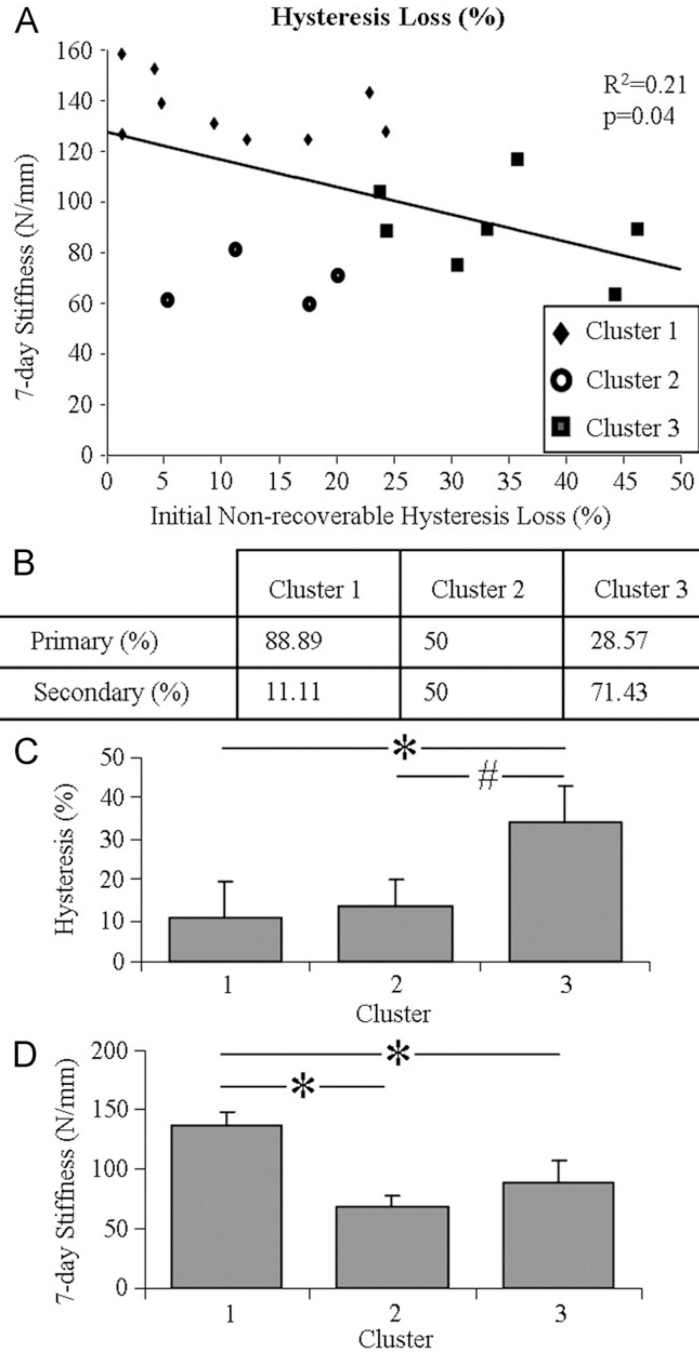 A
Hysteresis Loss (%)
R²=0.21
p=0.04
160
140
120
100
80
60
40
20
0
7-day Stiffness (N/mm)
Cluster 1
Cluster 2
Cluster 3
0 5 10 15 20 25 30 35 40 45 50
Initial Non-recoverable Hysteresis Loss (%)
B
Cluster 1 Cluster 2 Cluster 3
Primary (%) 88.89 50 28.57
Secondary (%) 11.11 50 71.43
C
*
#
50
40
30
20
10
0
Hysteresis (%)
1 2 3
Cluster
D
*
*
200
150
100
50
0
7-day Stiffness (N/mm)
1 2 3
Cluster